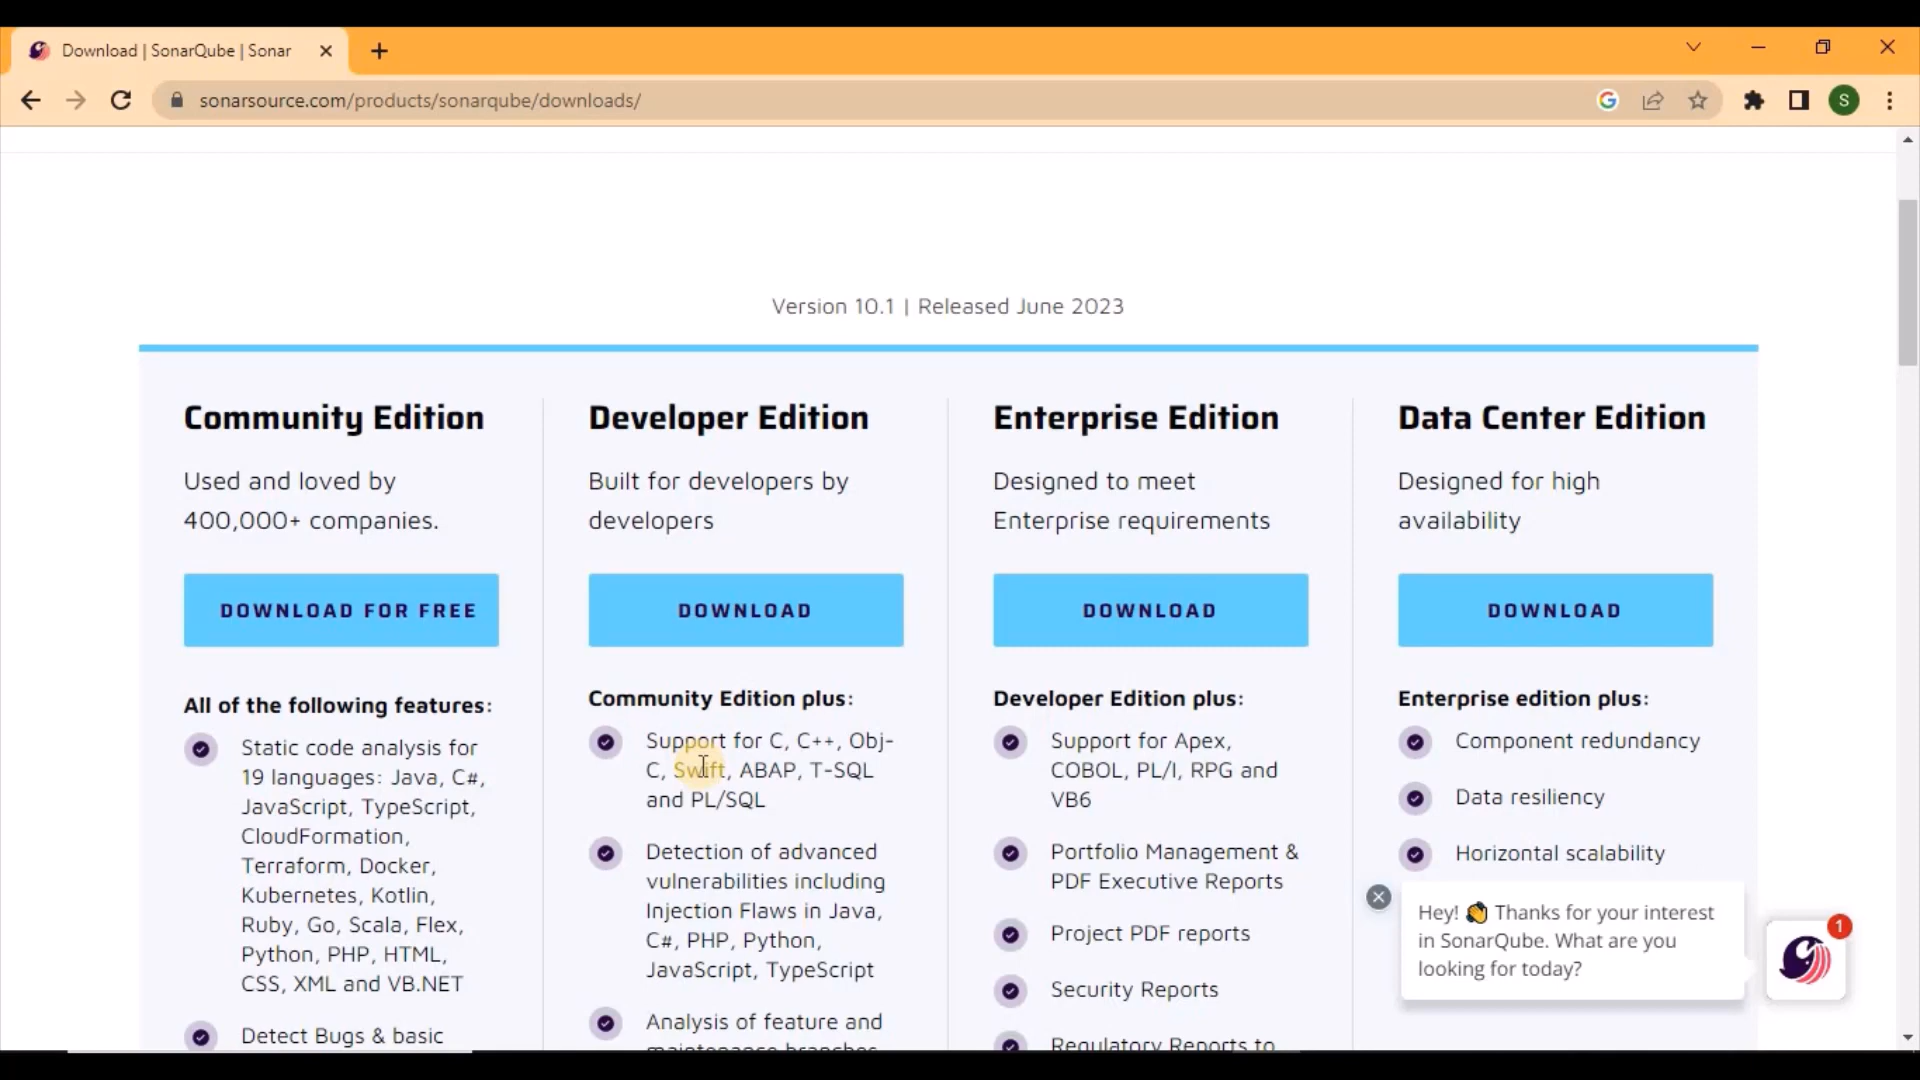 Download | SonarQube | Sonar
sonarsource.com/products/sonarqube/downloads/
S
Version 10.1 | Released June 2023
Community Edition
Used and loved by
400,000+ companies.
DOWNLOAD FOR FREE
All of the following features:
Static code analysis for
19 languages: Java, C#,
JavaScript, TypeScript,
CloudFormation,
Terraform, Docker,
Kubernetes, Kotlin,
Ruby, Go, Scala, Flex,
Python, PHP, HTML,
CSS, XML and VB.NET
Detect Bugs & basic
Developer Edition
Built for developers by
developers
DOWNLOAD
Community Edition plus:
Support for C, C++, Obj-
C, Swift, ABAP, T-SQL
and PL/SQL
Detection of advanced
vulnerabilities including
Injection Flaws in Java,
C#, PHP, Python,
JavaScript, TypeScript
Analysis of feature and
maintenance branches
Enterprise Edition
Designed to meet
Enterprise requirements
DOWNLOAD
Developer Edition plus:
Support for Apex,
COBOL, PL/I, RPG and
VB6
Portfolio Management &
PDF Executive Reports
Project PDF reports
Security Reports
Regulatory Reports to
Data Center Edition
Designed for high
availability
DOWNLOAD
Enterprise edition plus:
Component redundancy
Data resiliency
Horizontal scalability
Hey! 👏 Thanks for your interest
in SonarQube. What are you
looking for today?
1